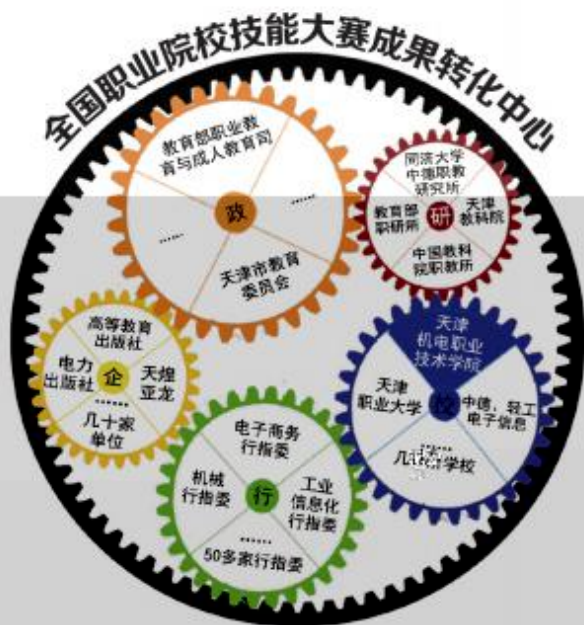 全国职业院校技能大赛成果转化中心
教育部职业教
育与成人教育司
......
政
......
天津市教育
委员会
同济大学
中德职教
研究所
教育部
职研所
研
天津
教科院
中国教科
院职教所
高等教育
出版社
电力
出版社
企
天煌
亚龙
......
几十家
单位
天津
机电职业
技术学院
天津
职业大学
校
中德、轻工
电子信息
......
学校
电子商务
行指委
机械
行指委
行
工业
信息化
行指委
......
50多家行指委